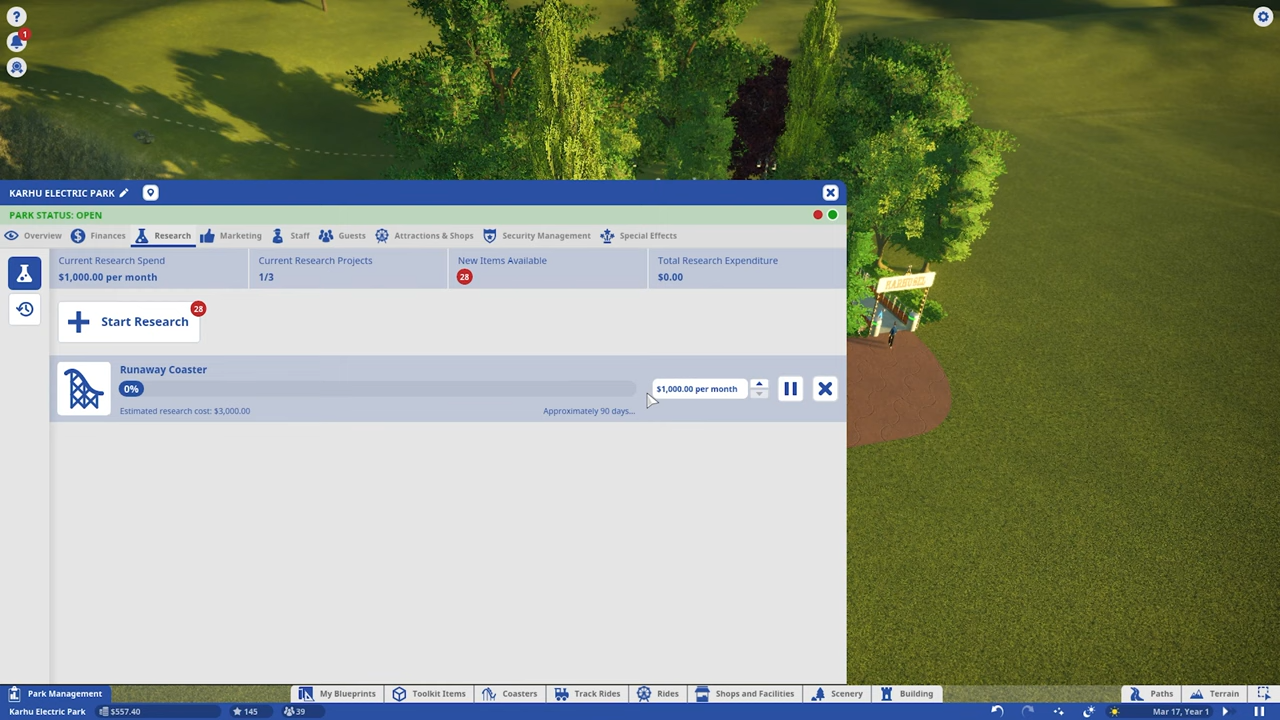 ?
1
KARHU ELECTRIC PARK
PARK STATUS: OPEN
Overview Finances Research Marketing Staff Guests Attractions & Shops Security Management Special Effects
Current Research Spend Current Research Projects New Items Available Total Research Expenditure
$1,000.00 per month 1/3 28 $0.00
Start Research 28
Runaway Coaster
0% $1,000.00 per month
Estimated research cost: $3,000.00 Approximately 90 days...
Park Management My Blueprints Toolkit Items Coasters Track Rides Rides Shops and Facilities Scenery Building Paths Terrain
Karhu Electric Park $557.40 145 39 Mar 17, Year 1